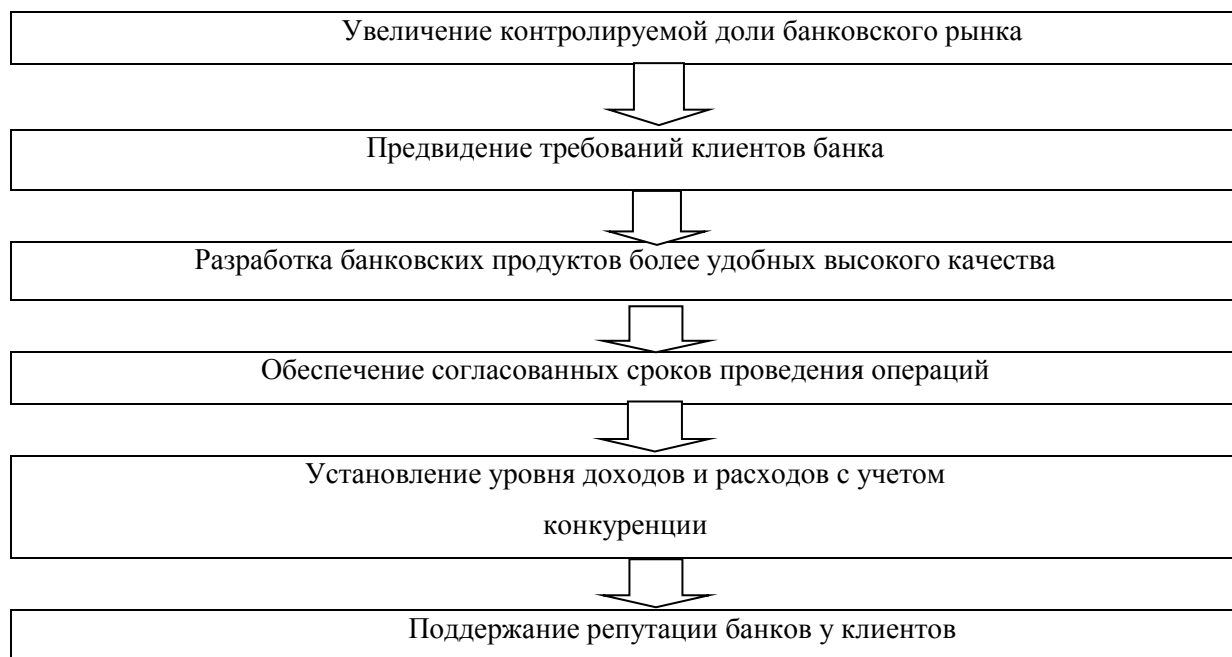 Увеличение контролируемой доли банковского рынка
Предвидение требований клиентов банка
Разработка банковских продуктов более удобных высокого качества
Обеспечение согласованных сроков проведения операций
Установление уровня доходов и расходов с учетом
конкуренции
Поддержание репутации банков у клиентов